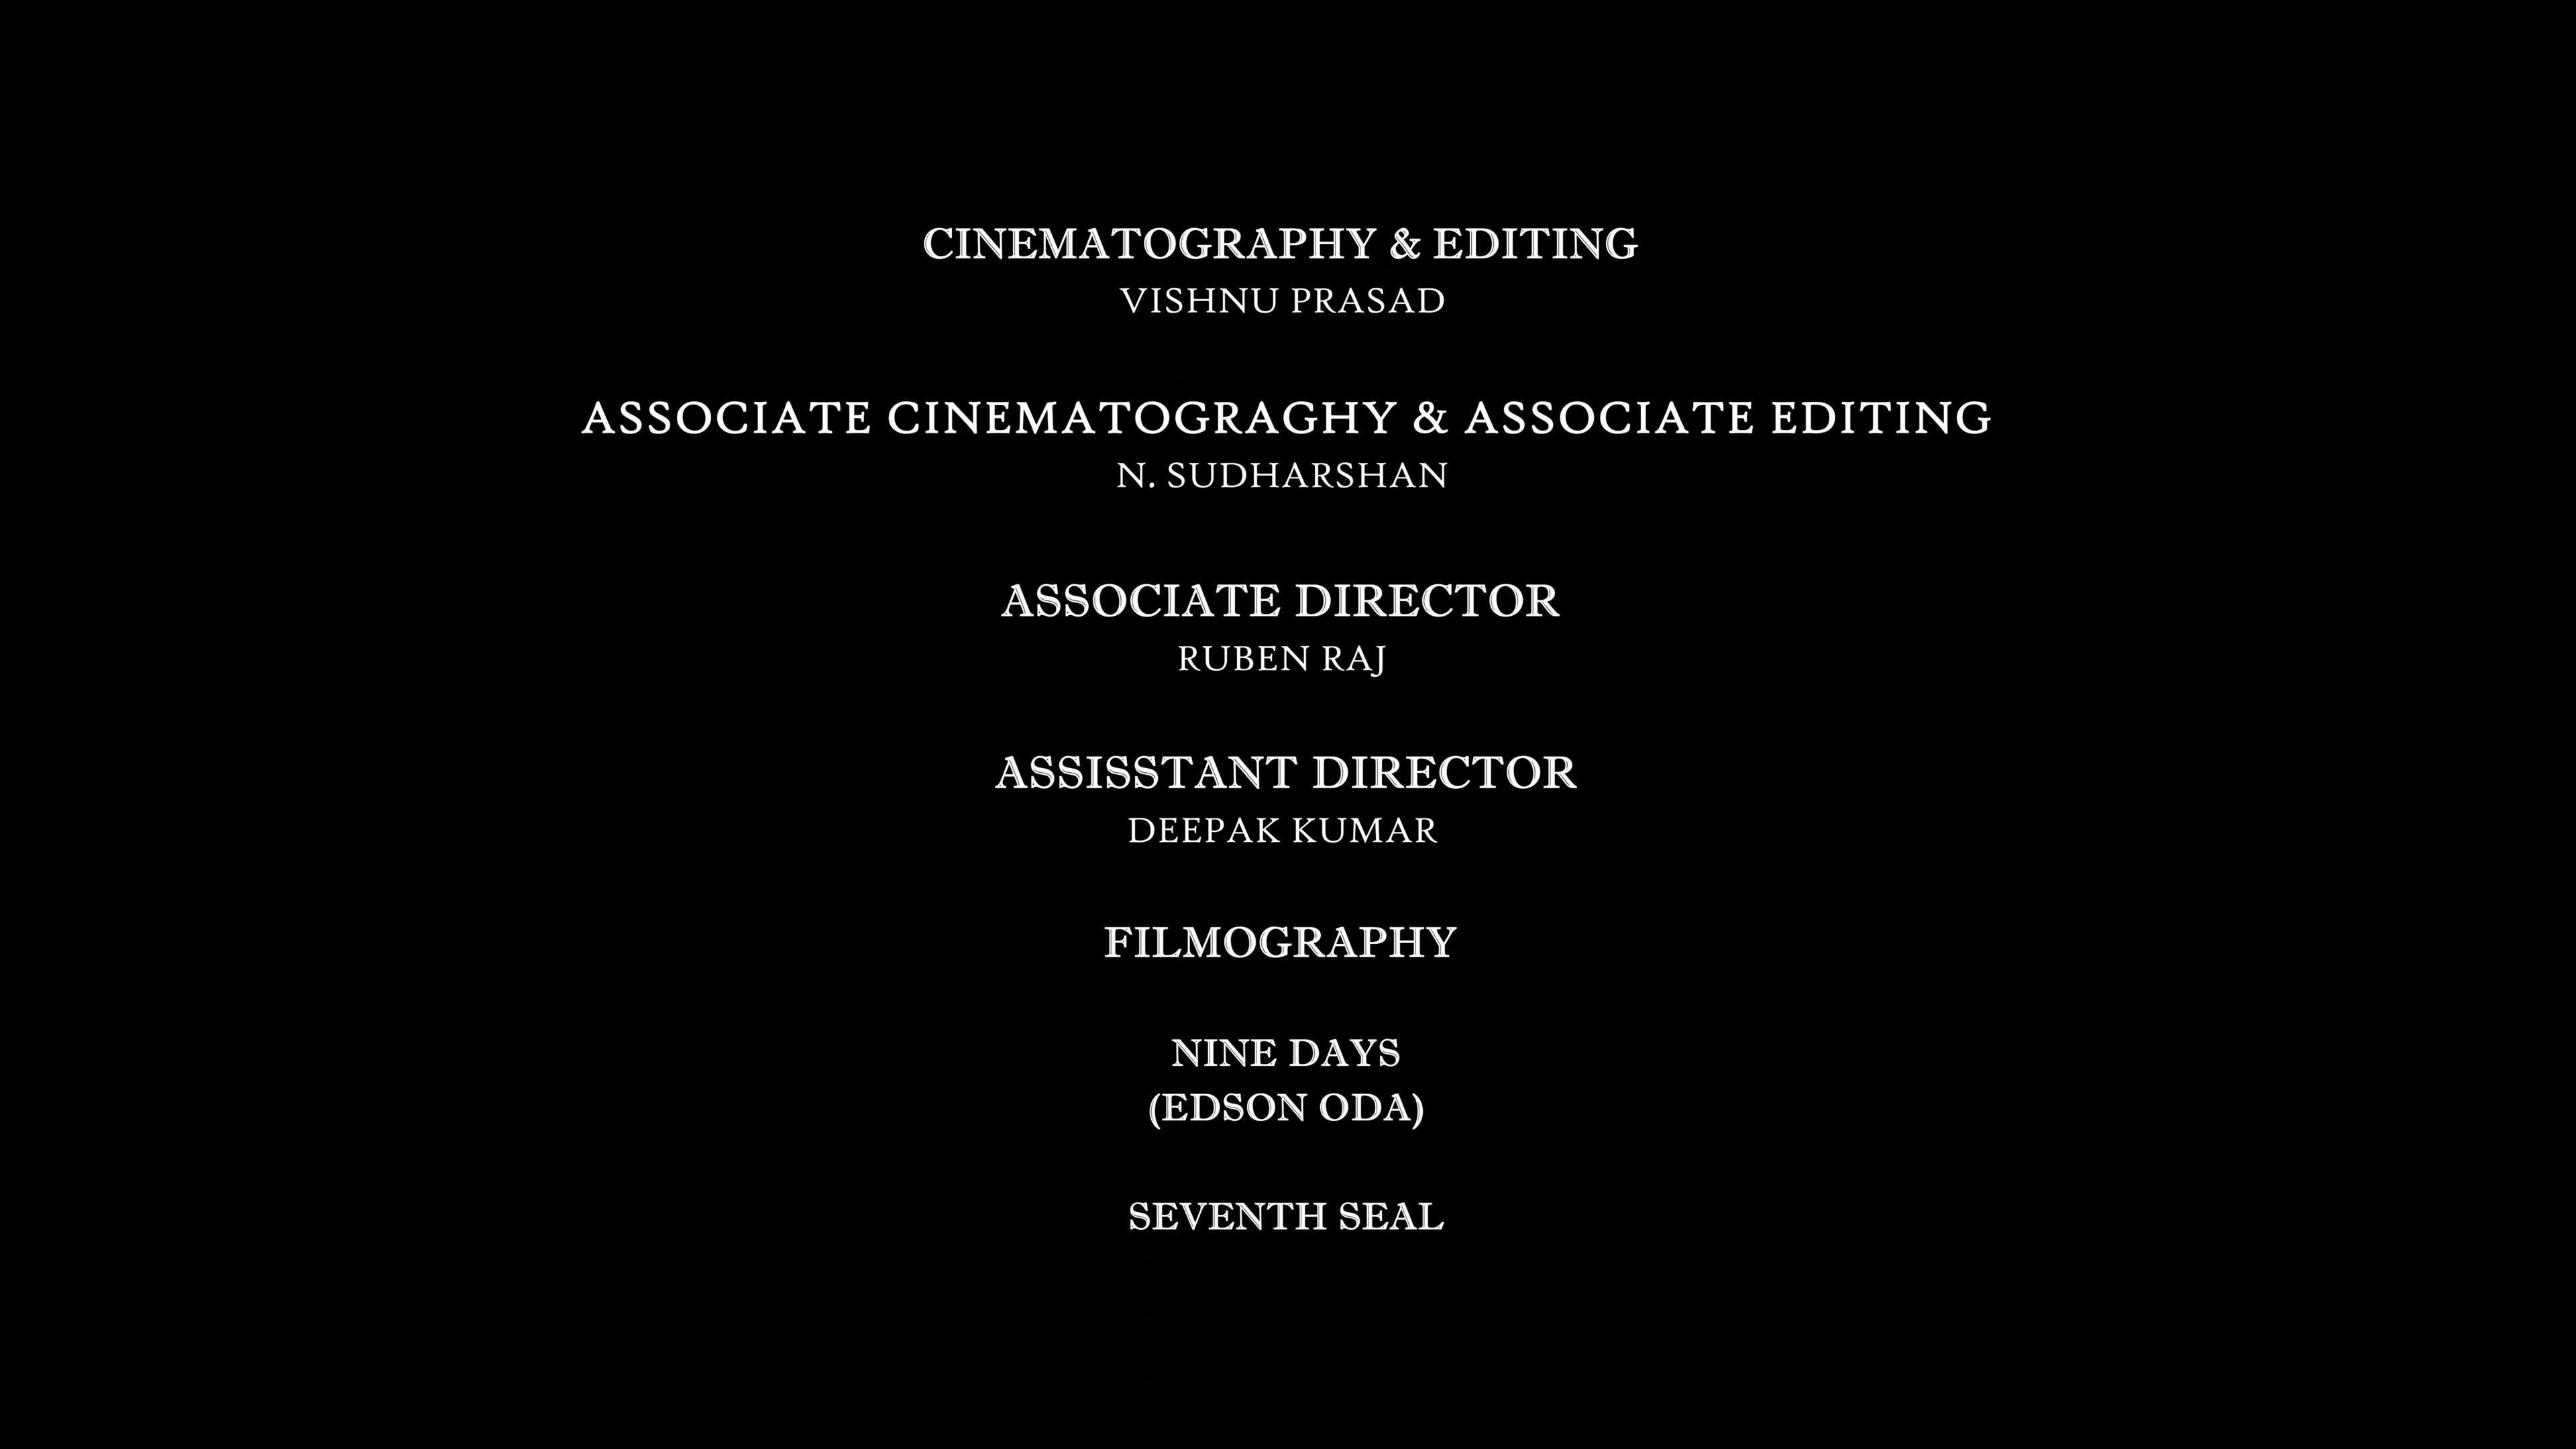 CINEMATOGRAPHY & EDITING
VISHNU PRASAD
ASSOCIATE CINEMATOGRAGHY & ASSOCIATE EDITING
N. SUDHARSHAN
ASSOCIATE DIRECTOR
RUBEN RAJ
ASSISSTANT DIRECTOR
DEEPAK KUMAR
FILMOGRAPHY
NINE DAYS
(EDSON ODA)
SEVENTH SEAL